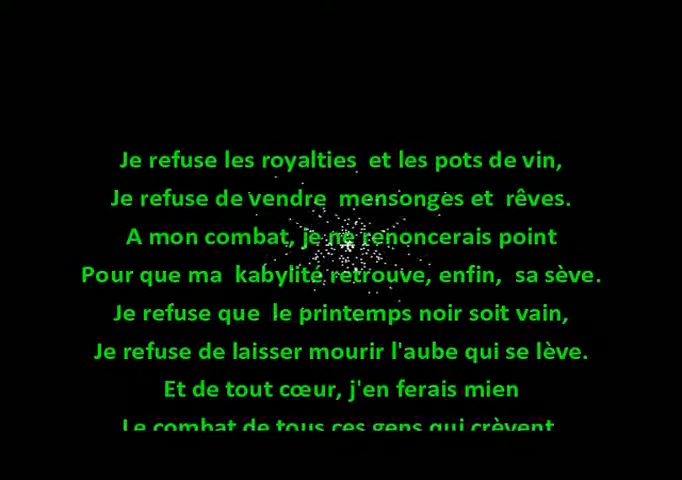 Je refuse les royalties et les pots de vin,
Je refuse de vendre mensonges et rêves.
A mon combat, je ne renoncerais point
Pour que ma kabylité retrouve, enfin, sa sève.
Je refuse que le printemps noir soit vain,
Je refuse de laisser mourir l'aube qui se lève.
Et de tout cœur, j'en ferais mien
Le combat de tous ces gens qui crèvent